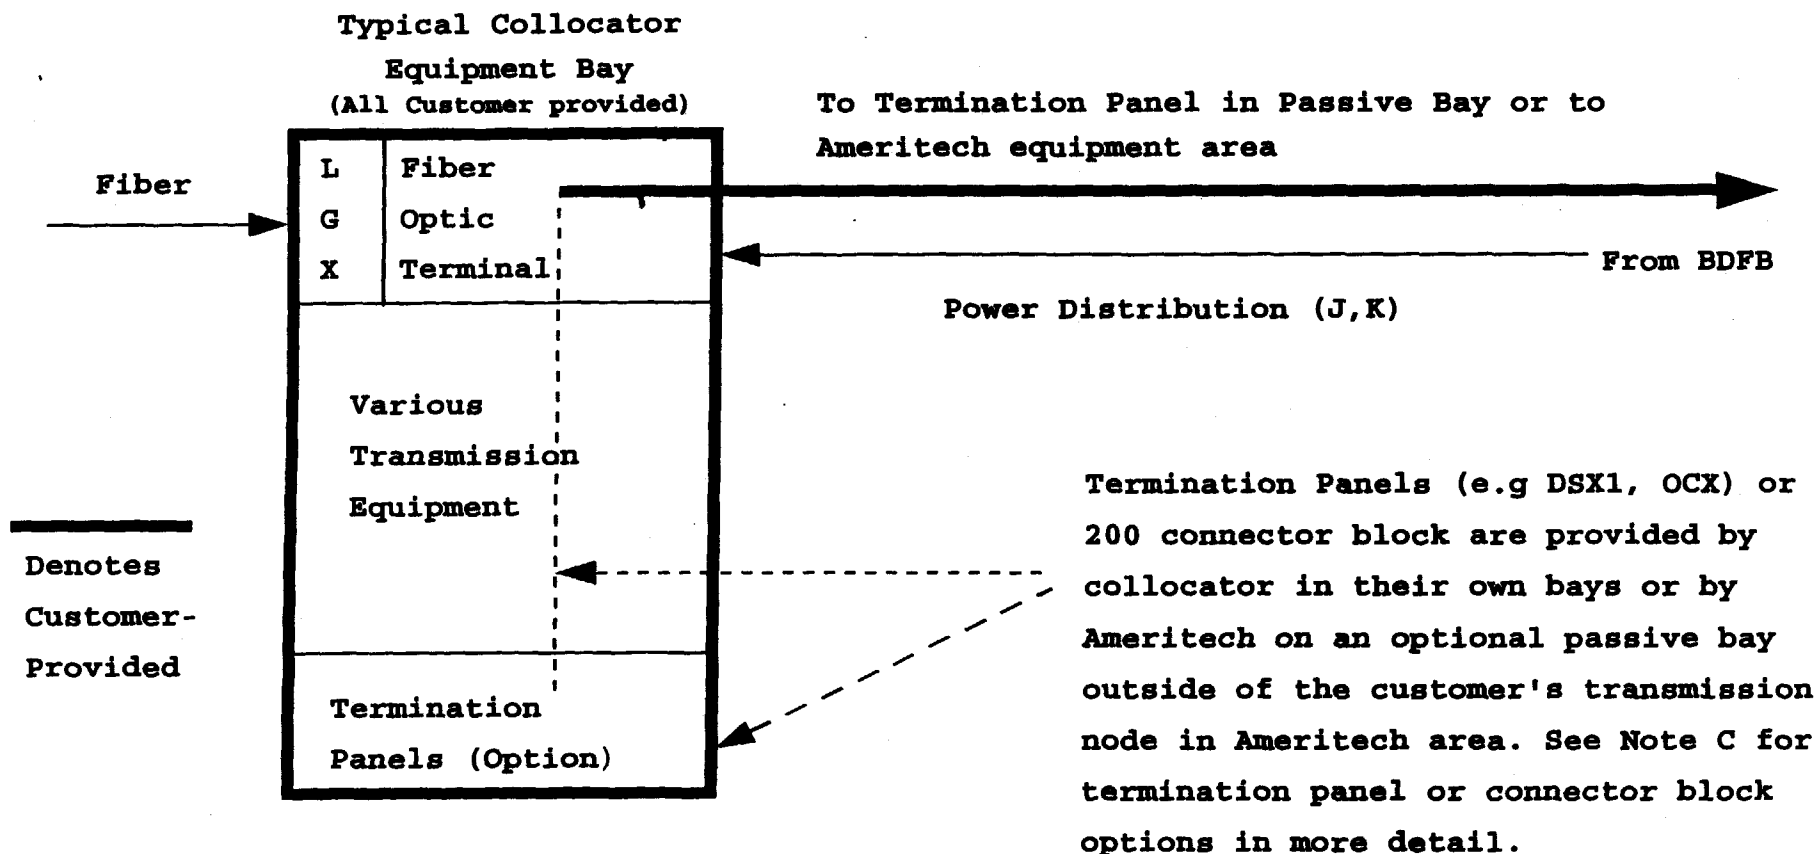 Typical Collocator
Equipment Bay
(All Customer provided)
To Termination Panel in Passive Bay or to
Ameritech equipment area
Fiber
L
G
X
Fiber
Optic
Terminal
From BDFB
Power Distribution (J,K)
Various
Transmission
Equipment
Denotes
Customer-
Provided
Termination
Panels (Option)
Termination Panels (e.g DSX1, OCX) or
200 connector block are provided by
collocator in their own bays or by
Ameritech on an optional passive bay
outside of the customer's transmission
node in Ameritech area. See Note C for
termination panel or connector block
options in more detail.